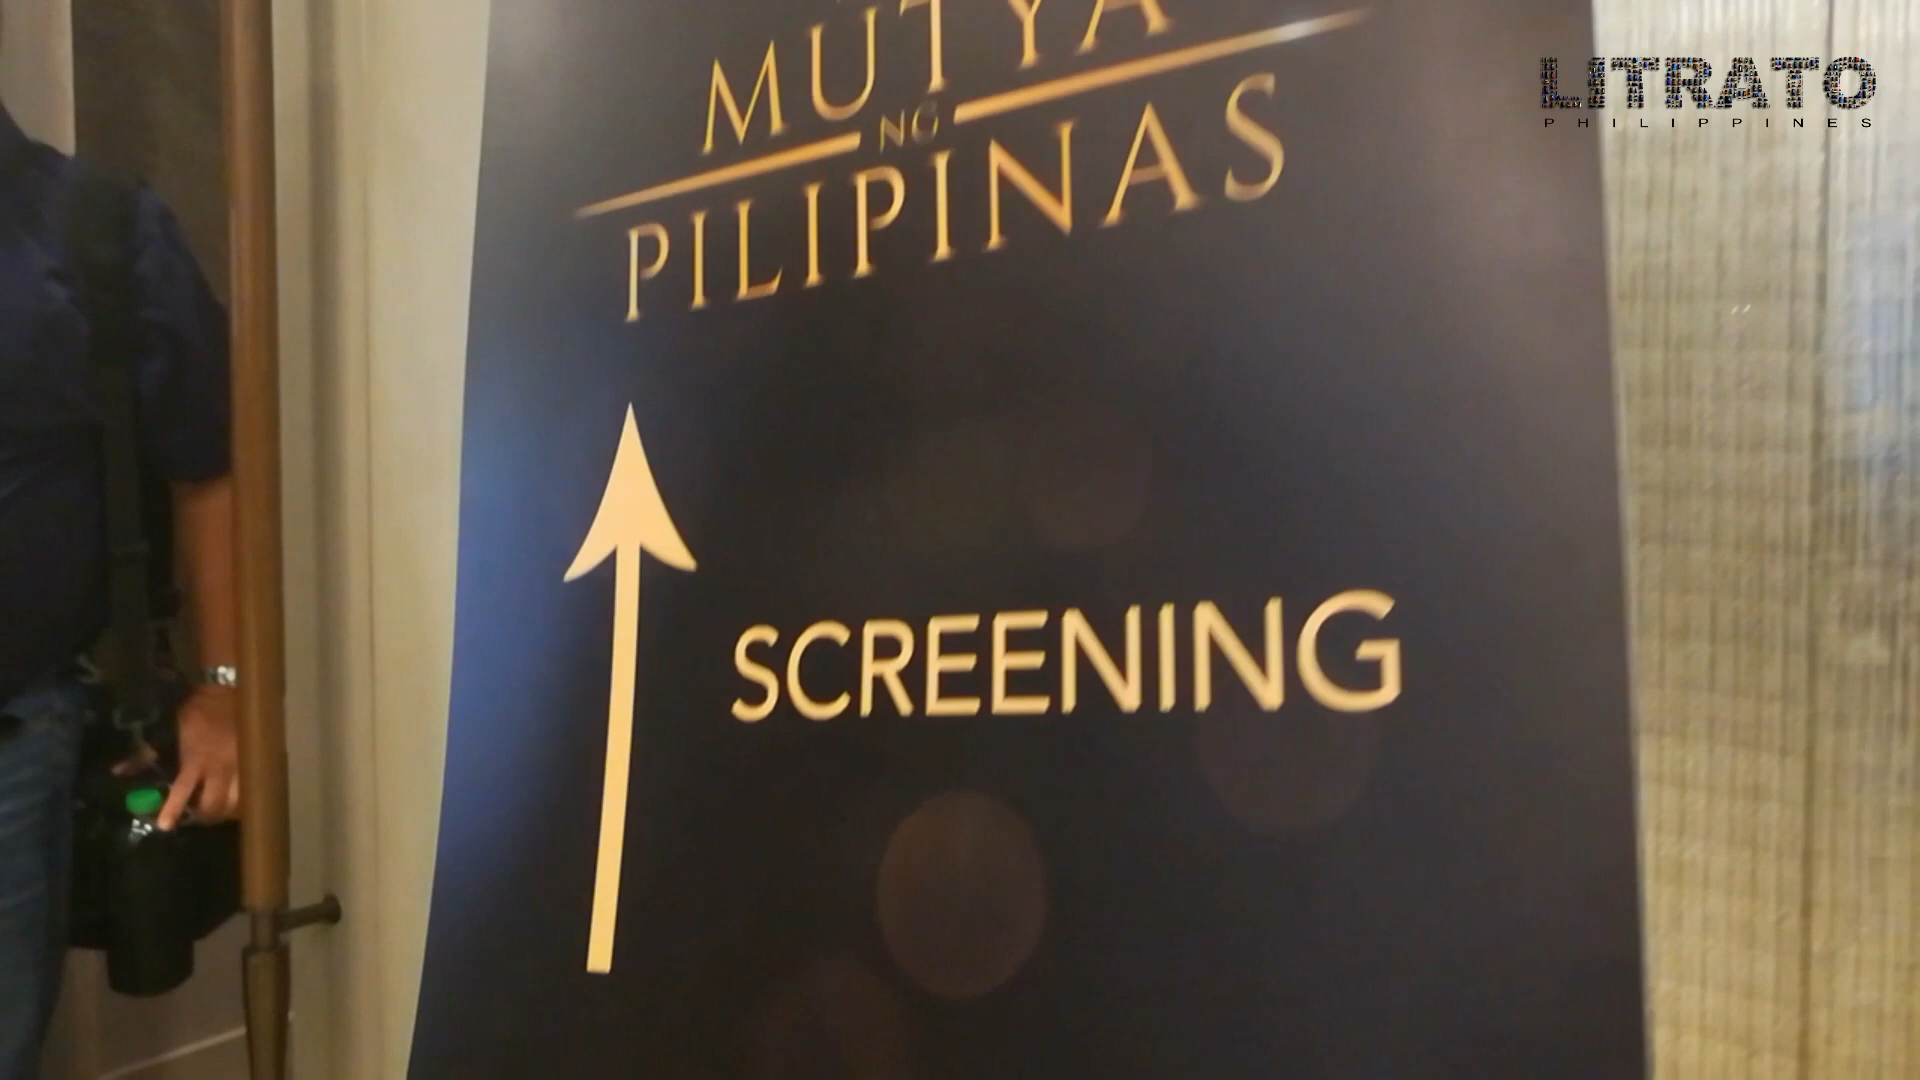 MUTYA
NG
PILIPINAS
SCREENING
LITRATO
PHILIPPINES